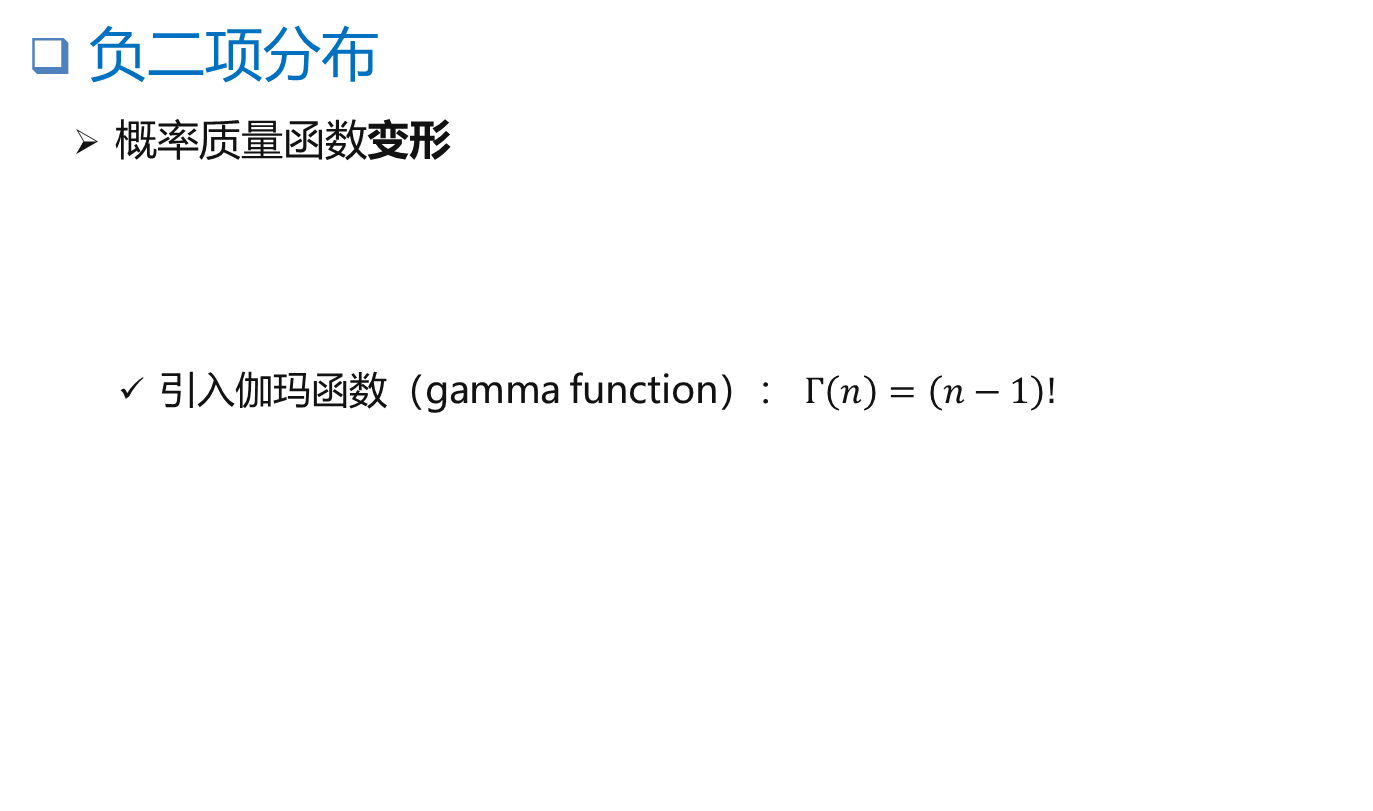 负二项分布
概率质量函数变形
引入伽玛函数（gamma function）： Γ(𝑛) = (𝑛 − 1)!